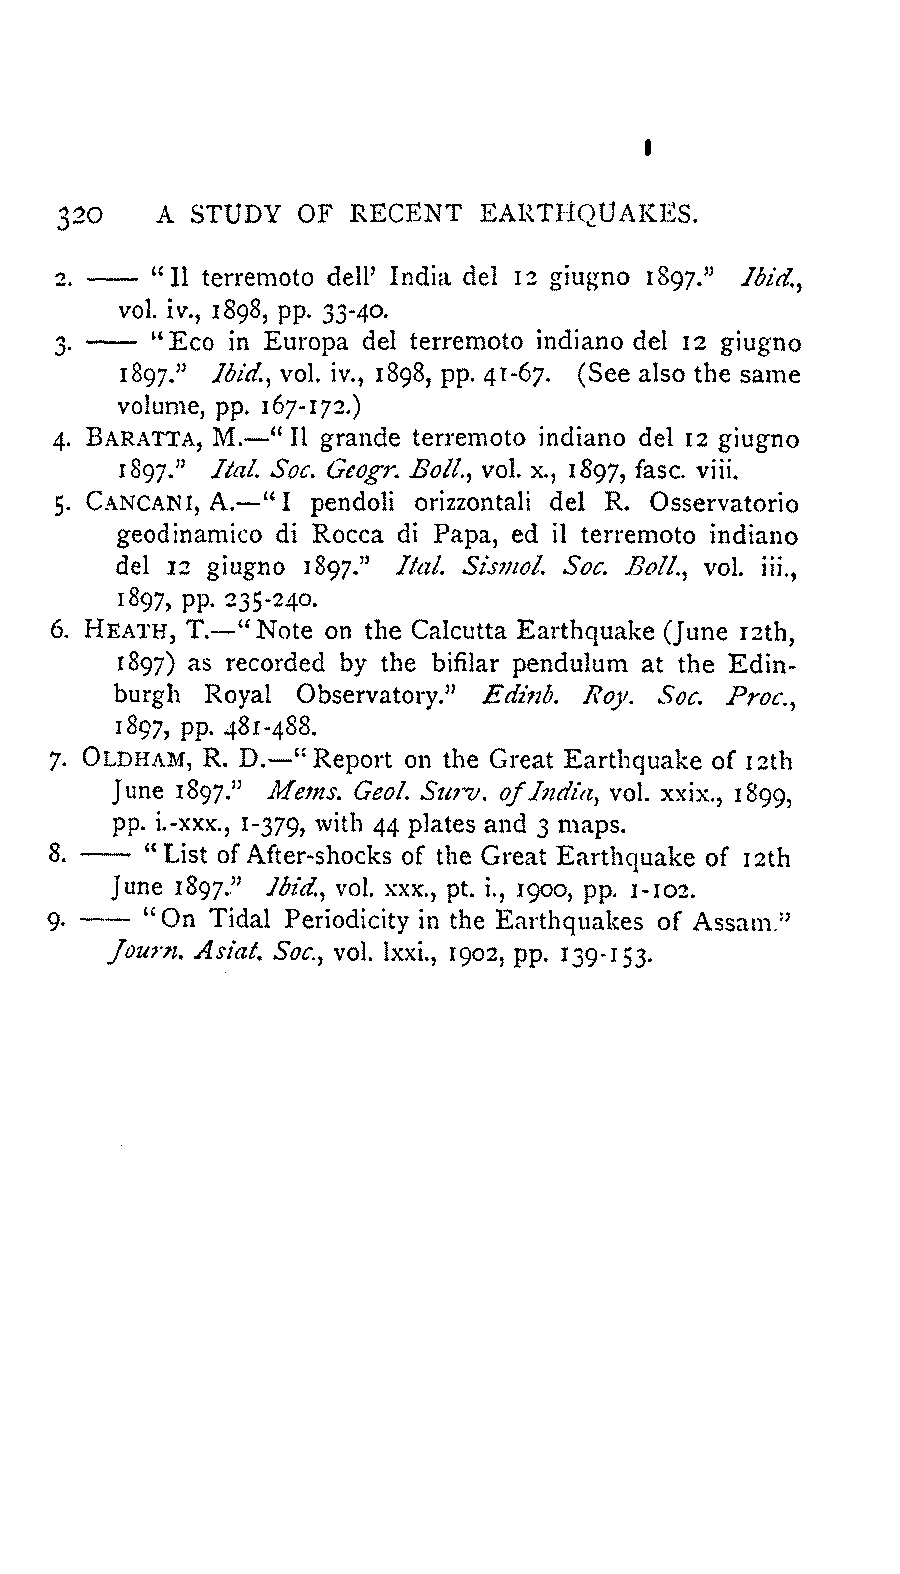 320 A STUDY OF RECENT EARTHQUAKES.
2. —— “Il terremoto dell’ India del 12 giugno 1897.” Ibid.,
vol. iv., 1898, pp. 33-40.
3. —— “Eco in Europa del terremoto indiano del 12 giugno
1897.” Ibid., vol. iv., 1898, pp. 41-67. (See also the same
volume, pp. 167-172.)
4. BARATTA, M.—“Il grande terremoto indiano del 12 giugno
1897.” Ital. Soc. Geogr. Boll., vol. x., 1897, fasc. viii.
5. CANCANI, A.—“I pendoli orizzontali del R. Osservatorio
geodinamico di Rocca di Papa, ed il terremoto indiano
del 12 giugno 1897.” Ital. Sismol. Soc. Boll., vol. iii.,
1897, pp. 235-240.
6. HEATH, T.—“Note on the Calcutta Earthquake (June 12th,
1897) as recorded by the bifilar pendulum at the Edin-
burgh Royal Observatory.” Edinb. Roy. Soc. Proc.,
1897, pp. 481-488.
7. OLDHAM, R. D.—“Report on the Great Earthquake of 12th
June 1897.” Mems. Geol. Surv. of India, vol. xxix., 1899,
pp. i.-xxx., 1-379, with 44 plates and 3 maps.
8. —— “List of After-shocks of the Great Earthquake of 12th
June 1897.” Ibid., vol. xxx., pt. i., 1900, pp. 1-102.
9. —— “On Tidal Periodicity in the Earthquakes of Assam.”
Journ. Asiat. Soc., vol. lxxi., 1902, pp. 139-153.